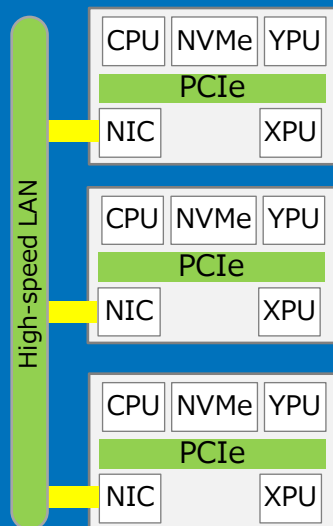 High-speed LAN
CPU NVMe YPU
PCIe
NIC XPU
CPU NVMe YPU
PCIe
NIC XPU
CPU NVMe YPU
PCIe
NIC XPU